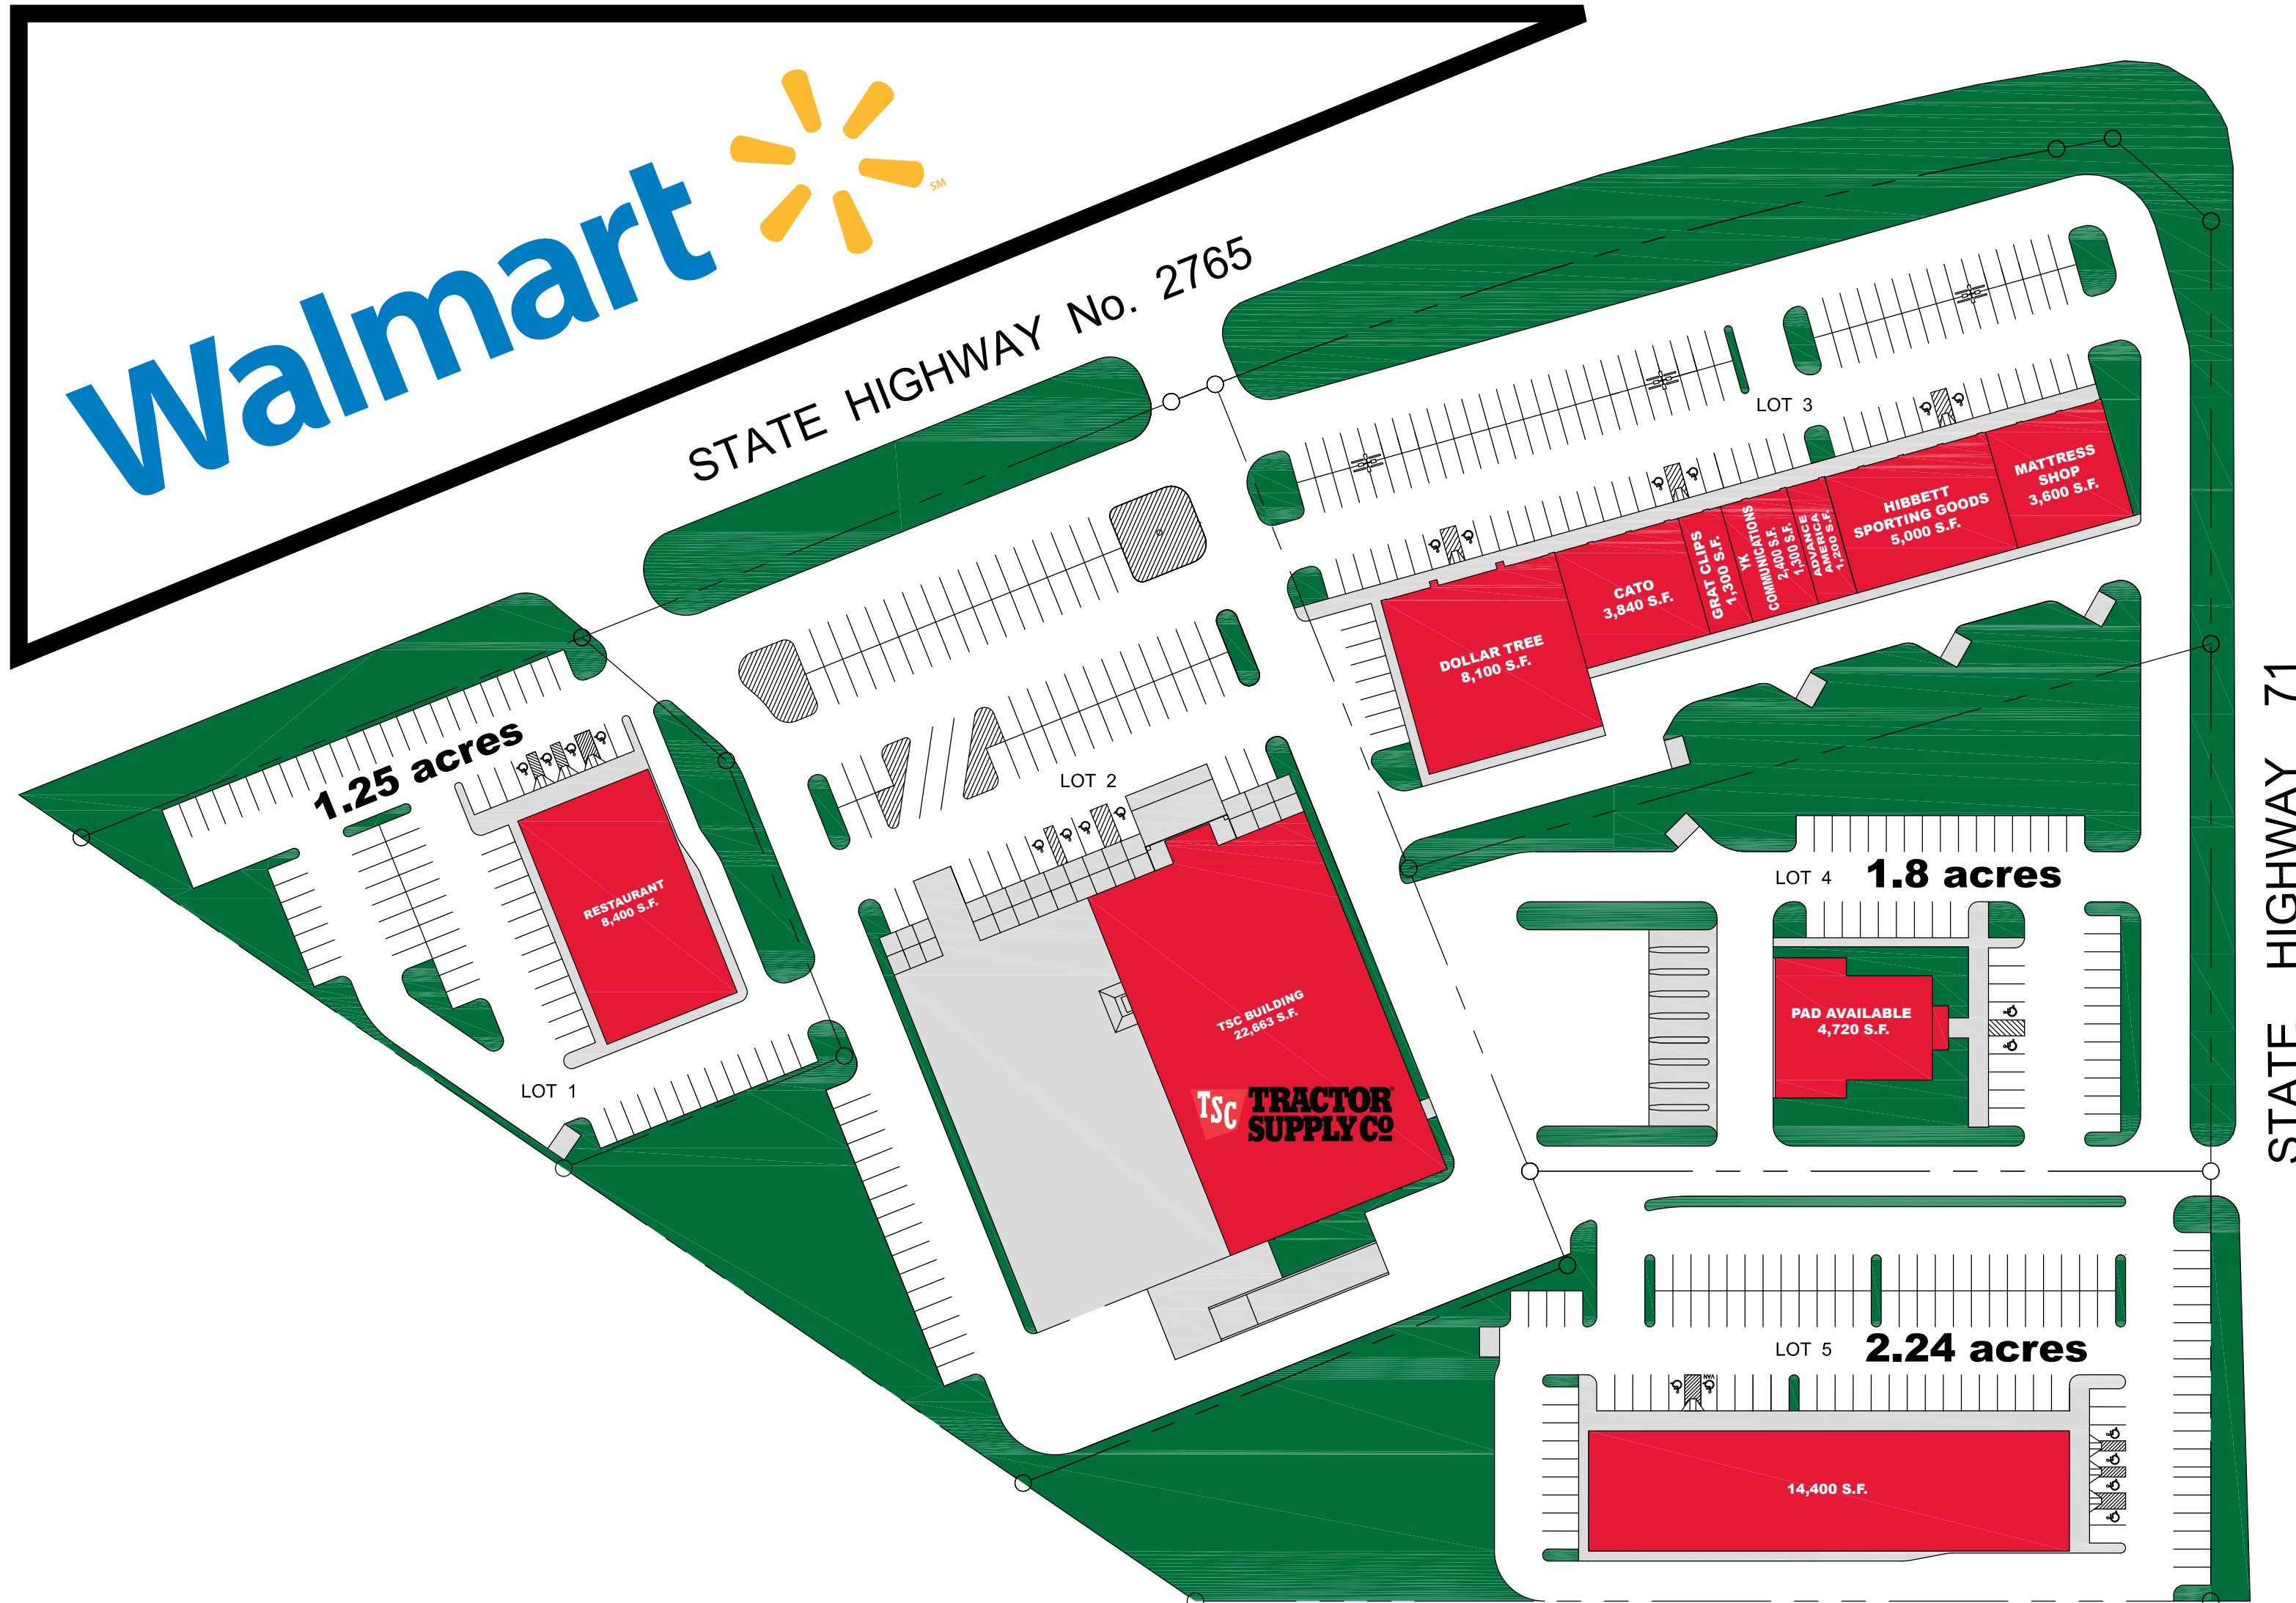 Walmart
SM
STATE HIGHWAY No. 2765
LOT 3
MATTRESS
SHOP
3,600 S.F.
HIBBETT
SPORTING GOODS
5,000 S.F.
ADVANCE
AMERICA
1,200 S.F.
YK
COMMUNICATIONS
2,400 S.F.
1,300 S.F.
GRAET CLIPS
1,300 S.F.
CATO
3,840 S.F.
DOLLAR TREE
8,100 S.F.
STATE HIGHWAY 71
1.25 acres
RESTAURANT
8,400 S.F.
LOT 1
LOT 2
TSC BUILDING
22,663 S.F.
TSC TRACTOR
SUPPLY CO
LOT 4 1.8 acres
PAD AVAILABLE
4,720 S.F.
LOT 5 2.24 acres
VAN
14,400 S.F.